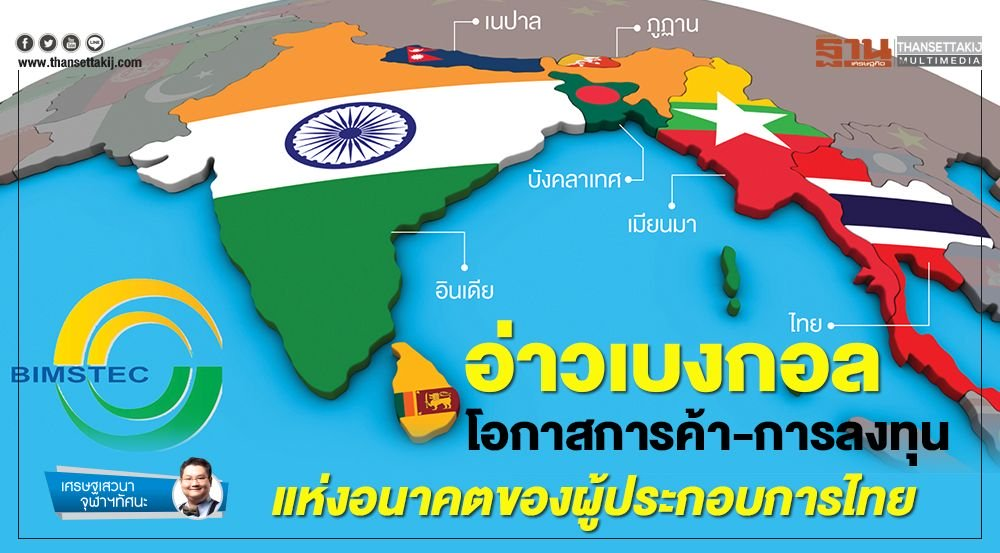 www.thansettakij.com
เนปาล
ภูฏาน
ฐาน
เศรษฐกิจ
THANSETTAKIJ
MULTIMEDIA
บังคลาเทศ
เมียนมา
อินเดีย
ไทย
BIMSTEC
อ่าวเบงกอล
โอกาสการค้า-การลงทุน
แห่งอนาคตของผู้ประกอบการไทย
เศรษฐเสวนา
จุฬาฯทัศนะ